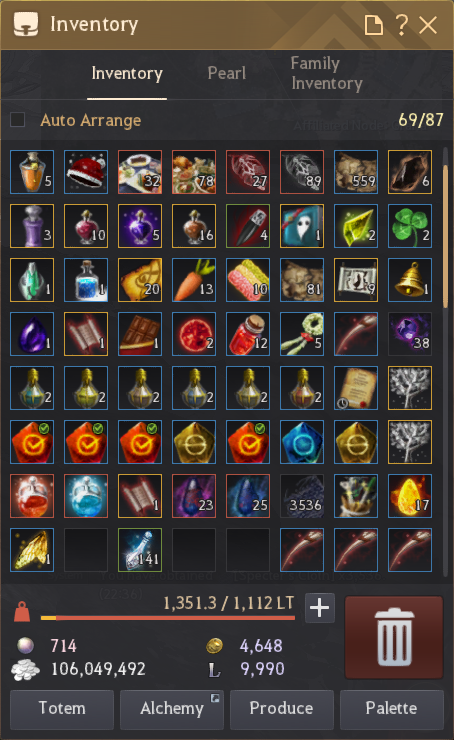 Inventory
?
Inventory Pearl Family Inventory
Auto Arrange 69/87
5 32 78 27 89 559 6
3 10 5 16 4 1 2 2
1 1 20 13 10 81 9 1
1 1 1 2 12 5 38
2 2 2 2 2 2
1 23 25 3536 17
1 141
1,351.3 / 1,112 LT +
714 4,648
106,049,492 L 9,990
Totem Alchemy Produce Palette